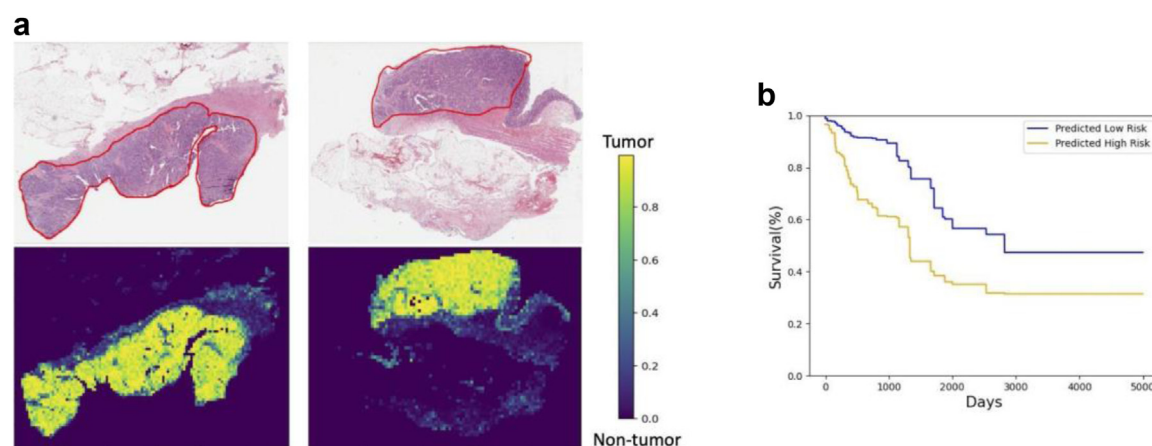 a
Tumor
0.8
0.6
0.4
0.2
0.0
Non-tumor
b
Survival(%)
1.0
0.8
0.6
0.4
0.2
0.0
Predicted Low Risk
Predicted High Risk
0 1000 2000 3000 4000 5000
Days